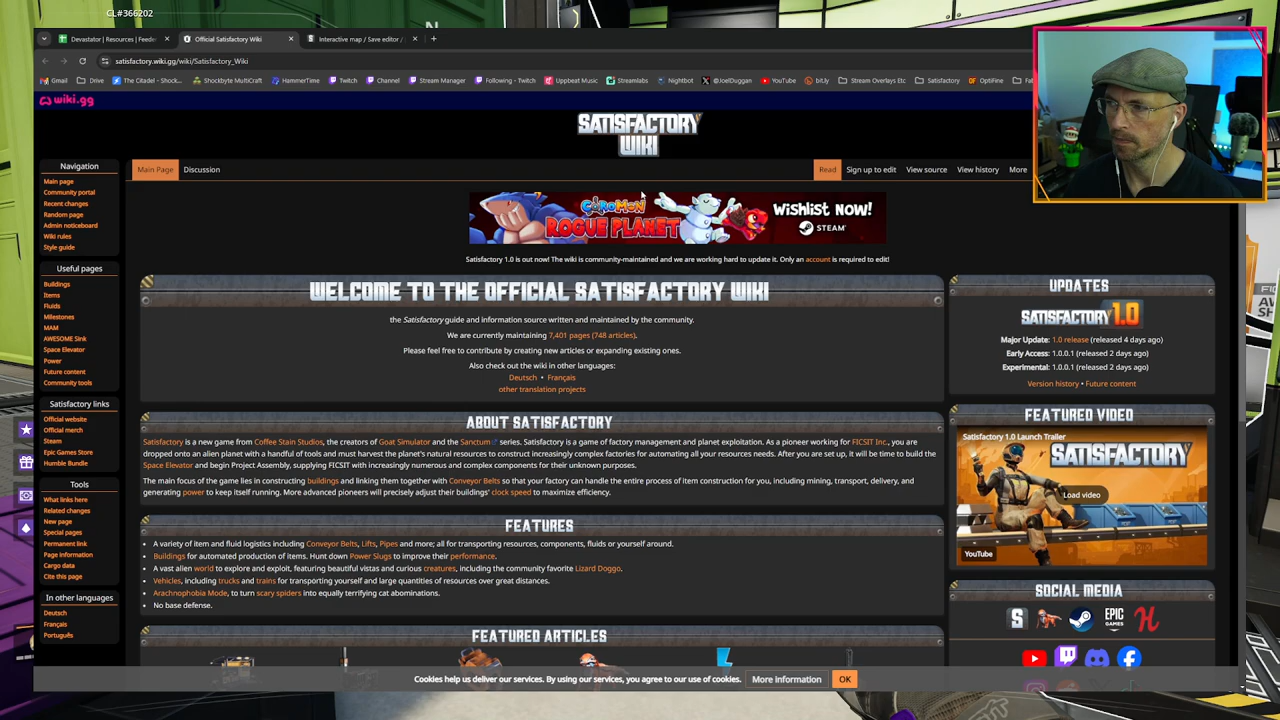 CL#366202
Devastator | Resources | Feede
Official Satisfactory Wiki
Interactive map / Save editor /
satisfactory.wiki.gg/wiki/Satisfactory_Wiki
Gmail
Drive
The Citadel - Shock...
Shockbyte MultiCraft
HammerTime
Twitch
Channel
Stream Manager
Following - Twitch
Uppbeat Music
Streamlabs
Nightbot
@JoelDuggan
YouTube
bit.ly
Stream Overlays Etc
Satisfactory
OptiFine
wiki.gg
SATISFACTORY
WIKI
Main Page
Discussion
Read
Sign up to edit
View source
View history
More
Navigation
Main page
Community portal
Recent changes
Random page
Admin noticeboard
Wiki rules
Style guide
Useful pages
Buildings
Items
Fluids
Milestones
MAM
AWESOME Sink
Space Elevator
Power
Future content
Community tools
Satisfactory links
Official website
Official merch
Steam
Epic Games Store
Humble Bundle
Tools
What links here
Related changes
New page
Special pages
Permanent link
Page information
Cargo data
Cite this page
In other languages
Deutsch
Français
Português
COROMON
ROGUE PLANET
WISHLIST NOW!
STEAM
Satisfactory 1.0 is out now! The wiki is community-maintained and we are working hard to update it. Only an account is required to edit!
WELCOME TO THE OFFICIAL SATISFACTORY WIKI
the Satisfactory guide and information source written and maintained by the community.
We are currently maintaining 7,401 pages (748 articles).
Please feel free to contribute by creating new articles or expanding existing ones.
Also check out the wiki in other languages:
Deutsch • Français
other translation projects
ABOUT SATISFACTORY
Satisfactory is a new game from Coffee Stain Studios, the creators of Goat Simulator and the Sanctum series. Satisfactory is a game of factory management and planet exploitation. As a pioneer working for FICSIT Inc., you are
dropped onto an alien planet with a handful of tools and must harvest the planet's natural resources to construct increasingly complex factories for automating all your resources needs. After you are set up, it will be time to build the
Space Elevator and begin Project Assembly, supplying FICSIT with increasingly numerous and complex components for their unknown purposes.
The main focus of the game lies in constructing buildings and linking them together with Conveyor Belts so that your factory can handle the entire process of item construction for you, including mining, transport, delivery, and
generating power to keep itself running. More advanced pioneers will precisely adjust their buildings' clock speed to maximize efficiency.
FEATURES
• A variety of item and fluid logistics including Conveyor Belts, Lifts, Pipes and more; all for transporting resources, components, fluids or yourself around.
• Buildings for automated production of items. Hunt down Power Slugs to improve their performance.
• A vast alien world to explore and exploit, featuring beautiful vistas and curious creatures, including the community favorite Lizard Doggo.
• Vehicles, including trucks and trains for transporting yourself and large quantities of resources over great distances.
• Arachnophobia Mode, to turn scary spiders into equally terrifying cat abominations.
• No base defense.
FEATURED ARTICLES
UPDATES
SATISFACTORY 1.0
Major Update: 1.0 release (released 4 days ago)
Early Access: 1.0.0.1 (released 2 days ago)
Experimental: 1.0.0.1 (released 2 days ago)
Version history • Future content
FEATURED VIDEO
Satisfactory 1.0 Launch Trailer
SATISFACTORY
Load video
YouTube
SOCIAL MEDIA
EPIC
GAMES
Cookies help us deliver our services. By using our services, you agree to our use of cookies.
More information
OK